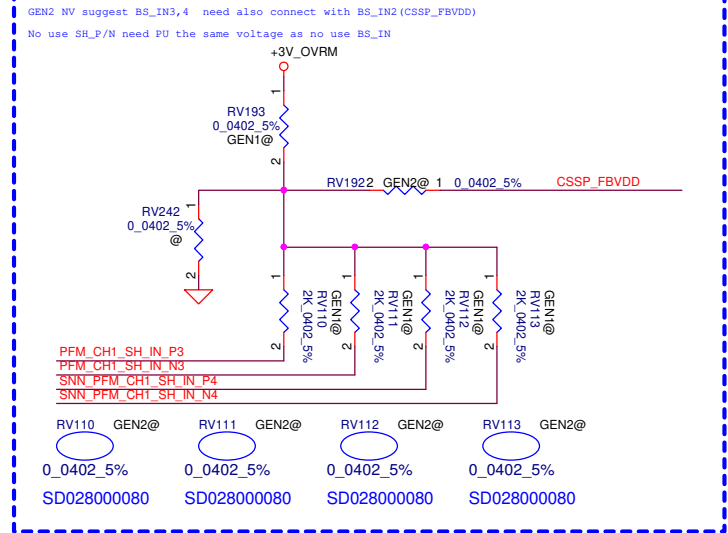 GEN2 NV suggest BS_IN3,4  need also connect with BS_IN2(CSSP_FBVDD)
No use SH_P/N need PU the same voltage as no use BS_IN
+3V_OVRM
1
RV193
0_0402_5%
GEN1@
2
RV192 2 GEN2@ 1 0_0402_5% CSSP_FBVDD
1
RV242
0_0402_5%
@
2
1 1 1 1
GEN1@ RV110 2K_0402_5%
GEN1@ RV111 2K_0402_5%
GEN1@ RV112 2K_0402_5%
GEN1@ RV113 2K_0402_5%
2 2 2 2
PFM_CH1_SH_IN_P3
PFM_CH1_SH_IN_N3
SNN_PFM_CH1_SH_IN_P4
SNN_PFM_CH1_SH_IN_N4
RV110 GEN2@ RV111 GEN2@ RV112 GEN2@ RV113 GEN2@
0_0402_5% 0_0402_5% 0_0402_5% 0_0402_5%
SD028000080 SD028000080 SD028000080 SD028000080